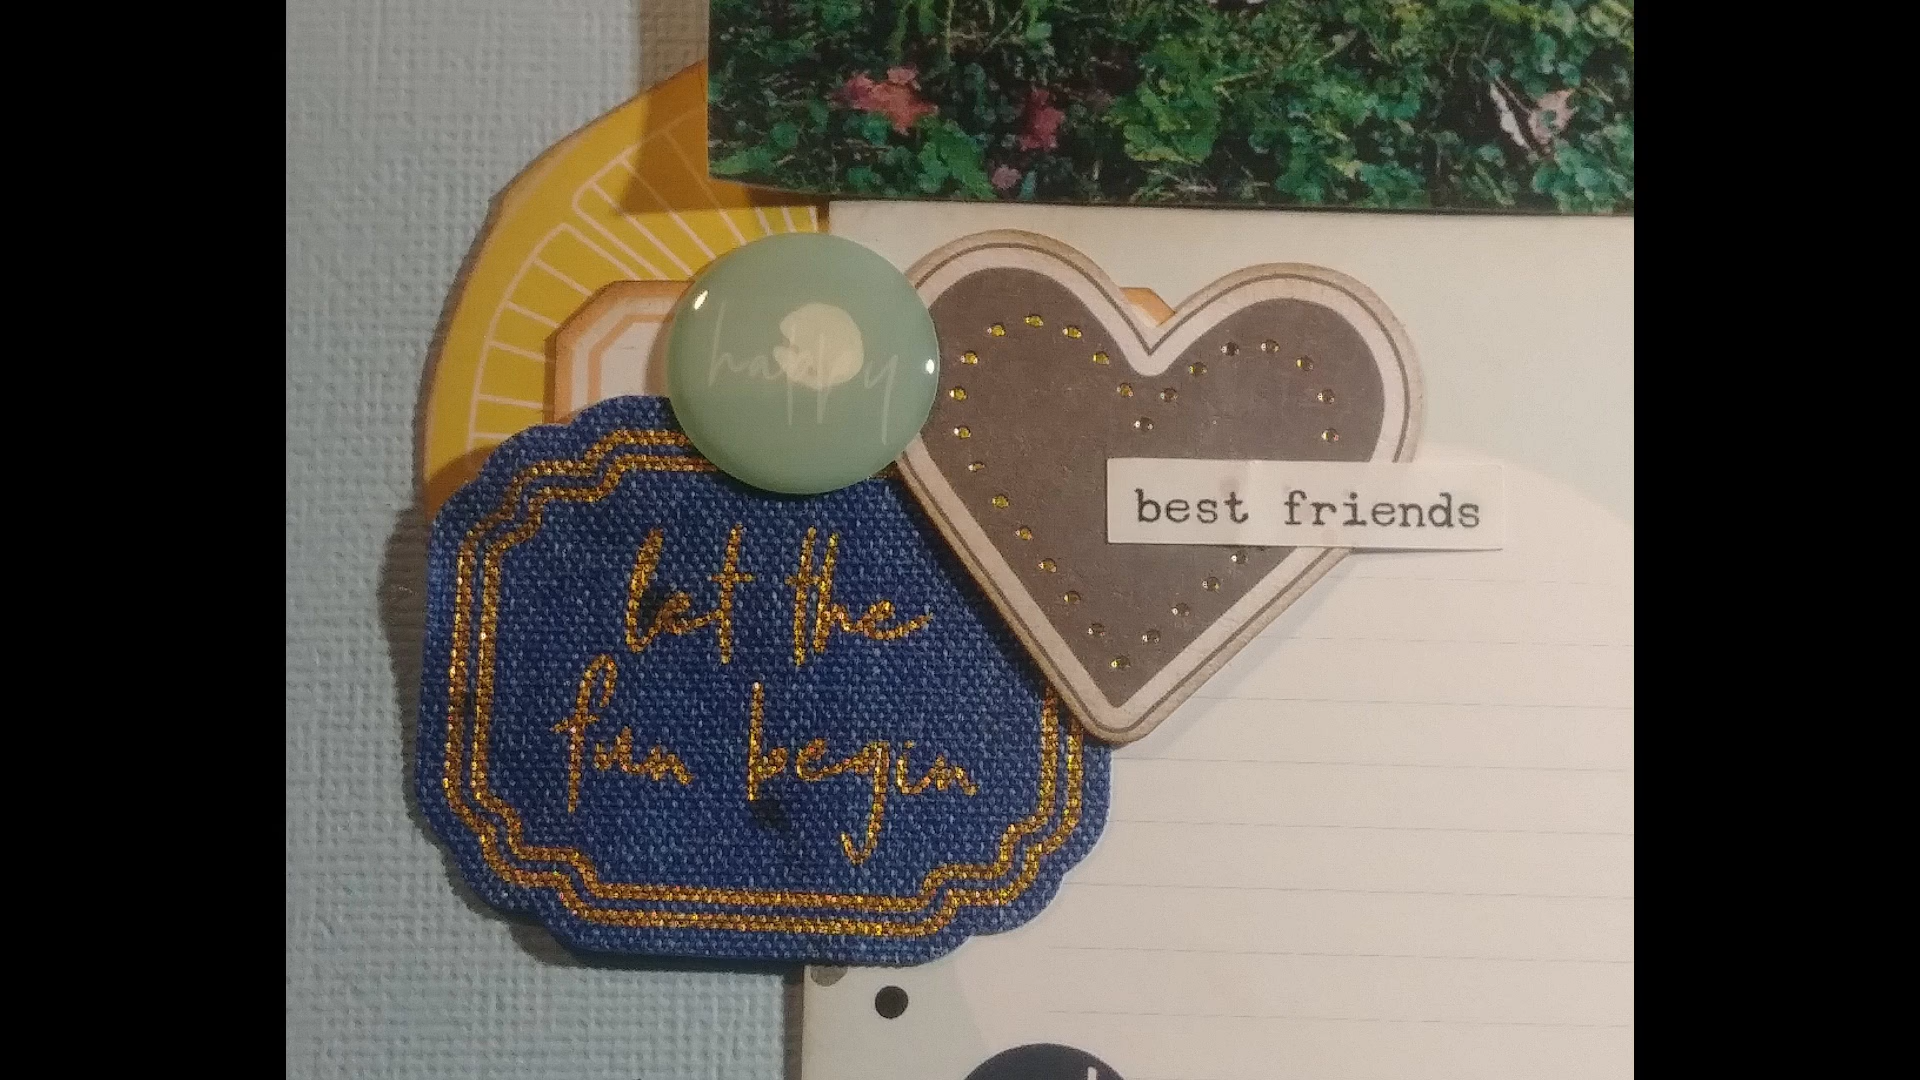 happy
best friends
let the
fun begin